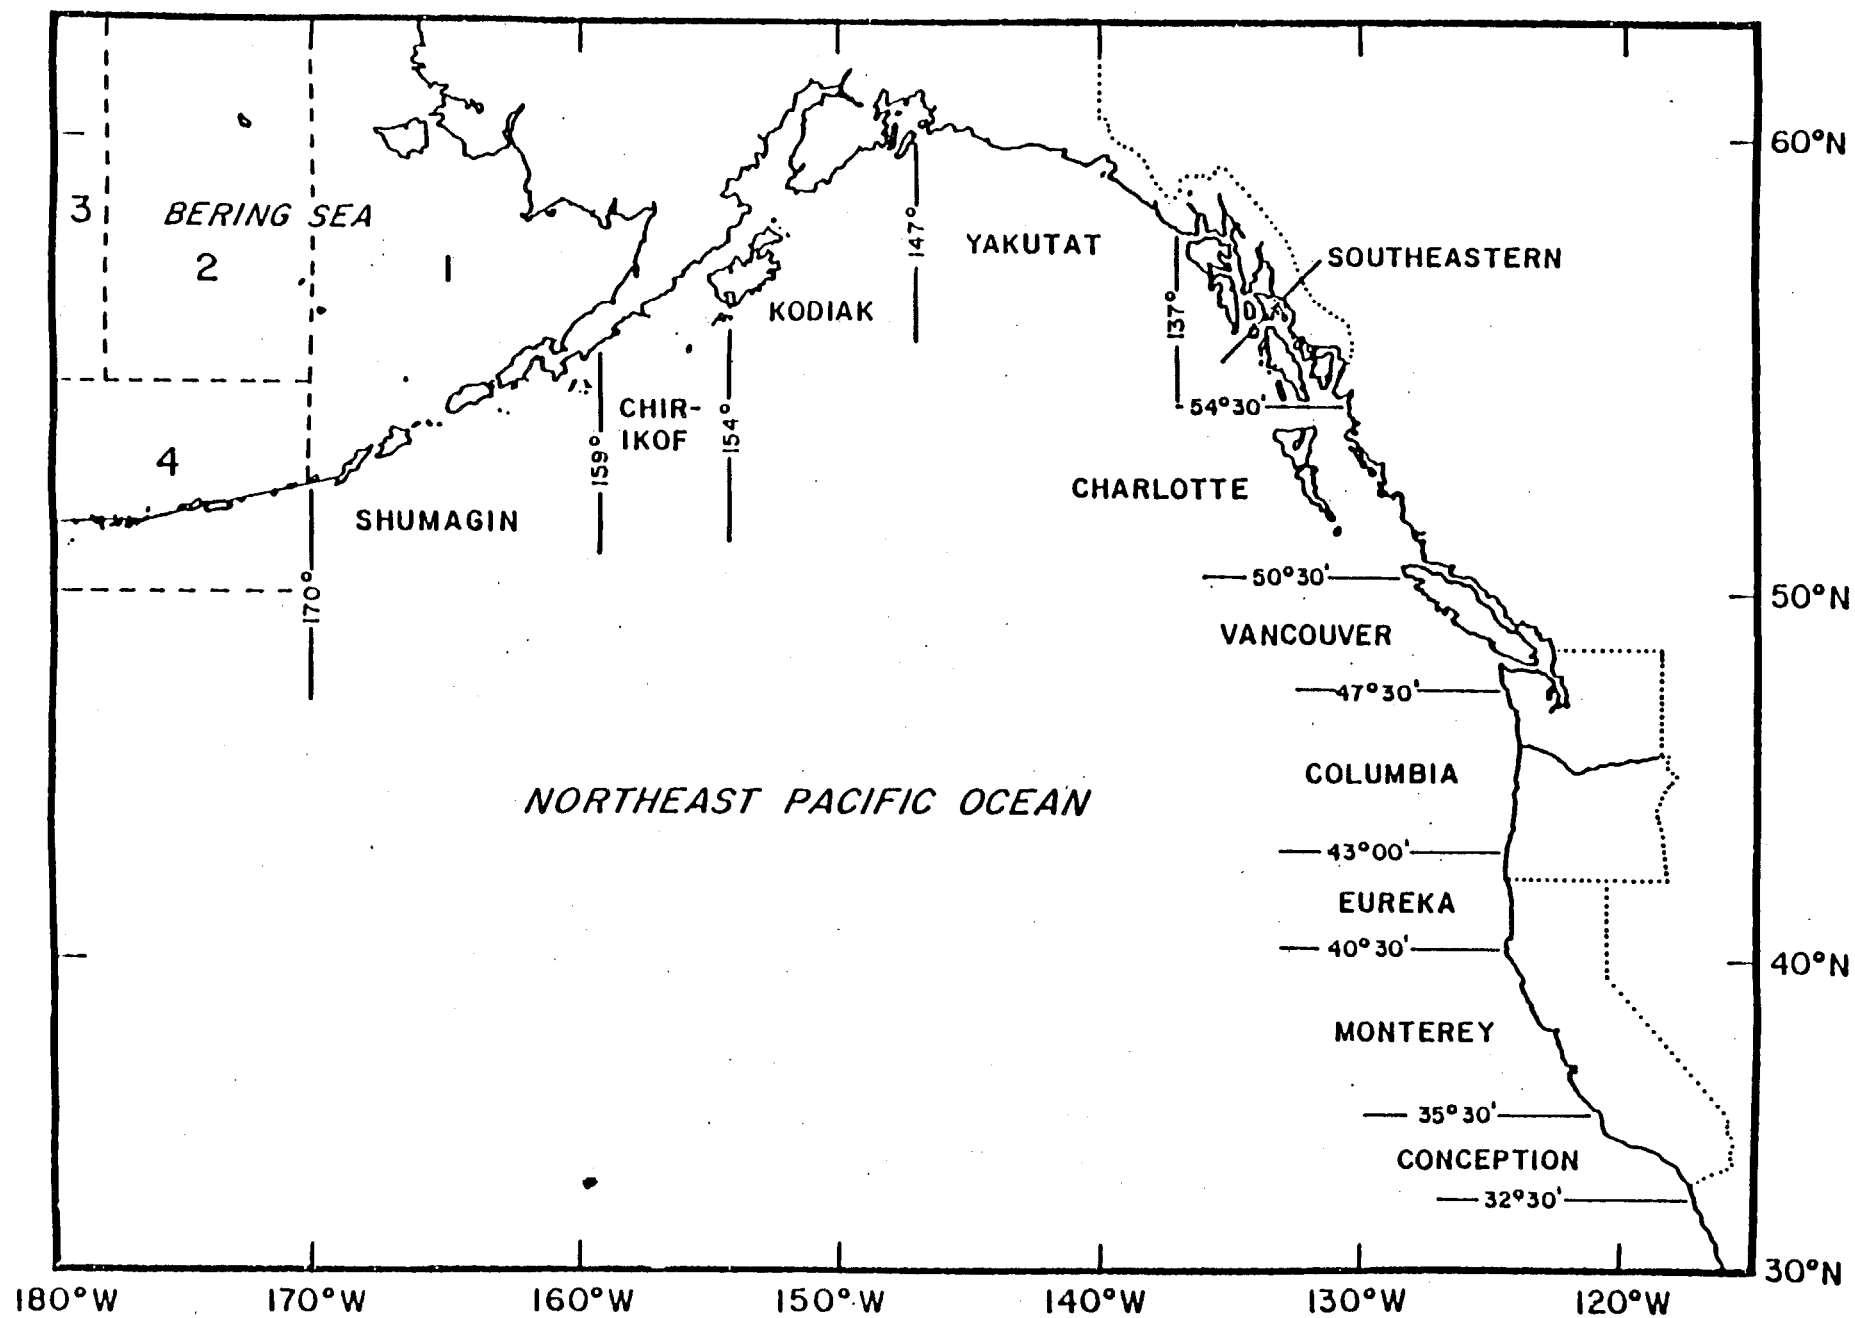 60°N
3
BERING SEA
2
1
147°
YAKUTAT
SOUTHEASTERN
KODIAK
137°
CHIR-
IKOF
154°
159°
54°30'
4
CHARLOTTE
SHUMAGIN
170°
50°30'
50°N
VANCOUVER
47°30'
COLUMBIA
NORTHEAST PACIFIC OCEAN
43°00'
EUREKA
40°30'
40°N
MONTEREY
35°30'
CONCEPTION
32°30'
30°N
180°W 170°W 160°W 150°W 140°W 130°W 120°W